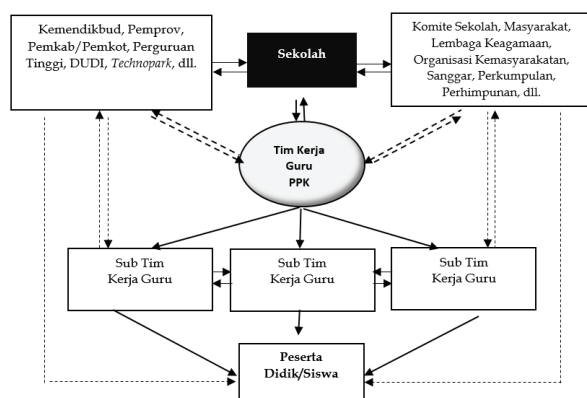 Kemendikbud, Pemprov,
Pemkab/Pemkot, Perguruan
Tinggi, DUDI, Technopark, dll.
Sekolah
Komite Sekolah, Masyarakat,
Lembaga Keagamaan,
Organisasi Kemasyarakatan,
Sanggar, Perkumpulan,
Perhimpunan, dll.
Tim Kerja
Guru
PPK
Sub Tim
Kerja Guru
Sub Tim
Kerja Guru
Sub Tim
Kerja Guru
Peserta
Didik/Siswa